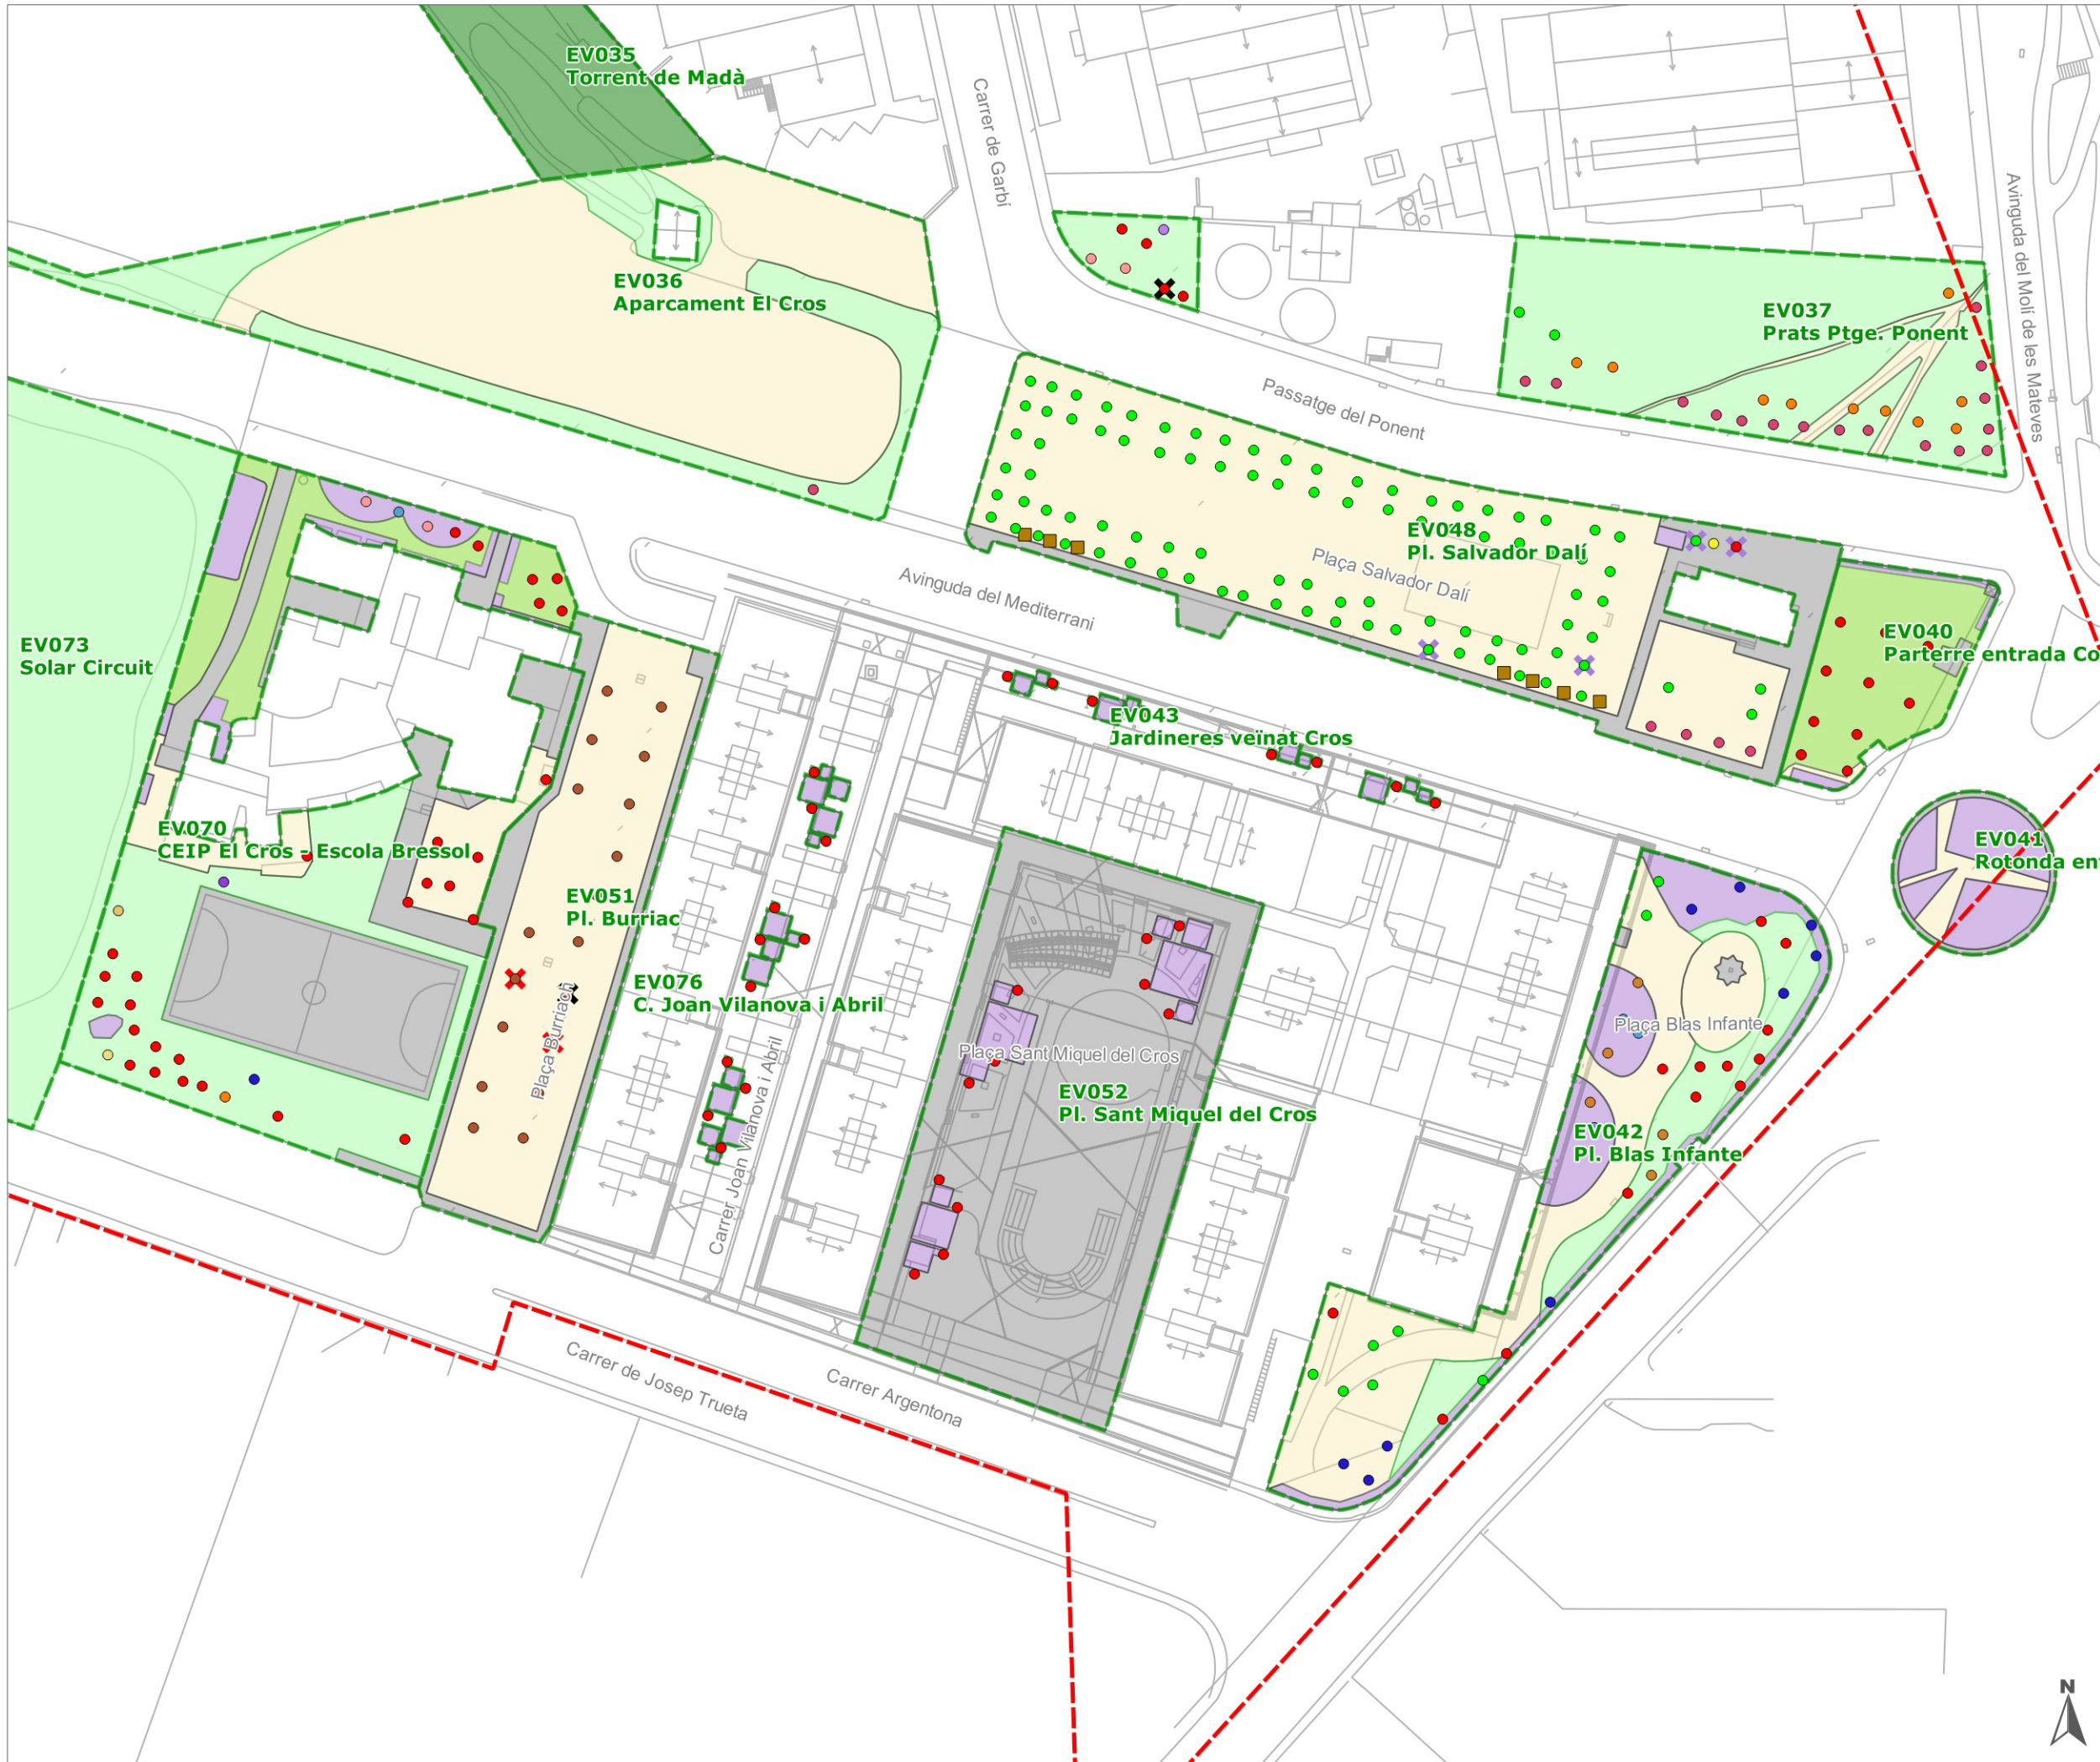 EV035
Torrent de Madà
Carrer de Garbí
Avinguda del Molí de les Mateves
EV036
Aparcament El Cros
EV037
Prats Ptge. Ponent
Passatge del Ponent
EV048
Pl. Salvador Dalí
Plaça Salvador Dalí
Avinguda del Mediterrani
EV073
Solar Circuit
EV040
Parterre entrada Co
EV043
Jardineres veïnat Cros
EV070
CEIP El Cros - Escola Bressol
EV041
Rotonda en
EV051
Pl. Burriac
Plaça Burriach
EV076
C. Joan Vilanova i Abril
Carrer Joan Vilanova i Abril
Plaça Sant Miquel del Cros
EV052
Pl. Sant Miquel del Cros
Plaça Blas Infante
EV042
Pl. Blas Infante
Carrer de Josep Trueta
Carrer Argentona
N